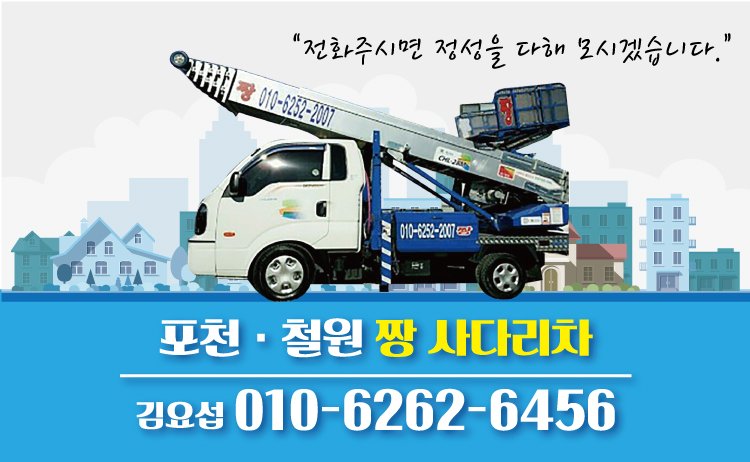 “전화주시면 정성을 다해 모시겠습니다.”
짱 010-6252-2007
짱
010-6252-2007 짱
포천 · 철원 짱 사다리차
김요섭 010-6262-6456